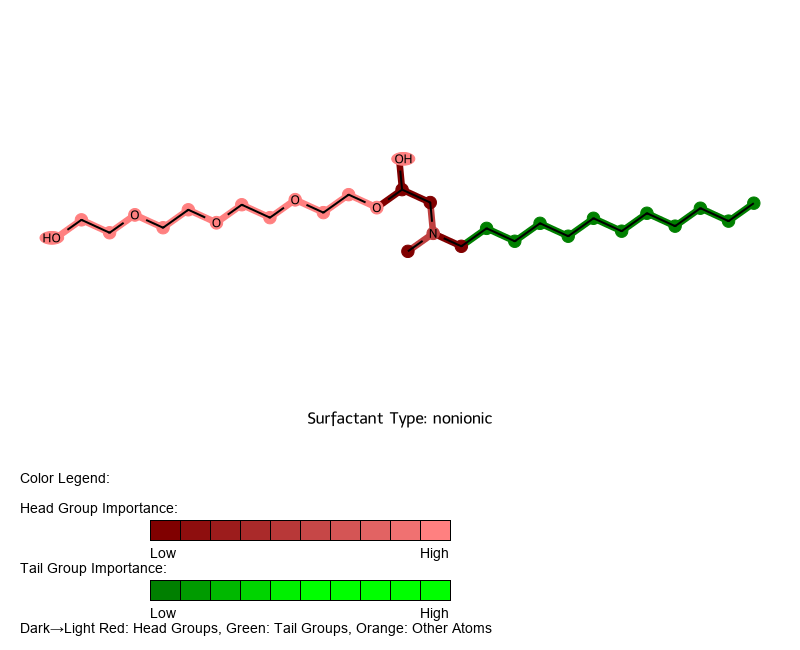 OH
O
O
O
O
HO
N
Surfactant Type: nonionic
Color Legend:
Head Group Importance:
Low High
Tail Group Importance:
Low High
Dark→Light Red: Head Groups, Green: Tail Groups, Orange: Other Atoms